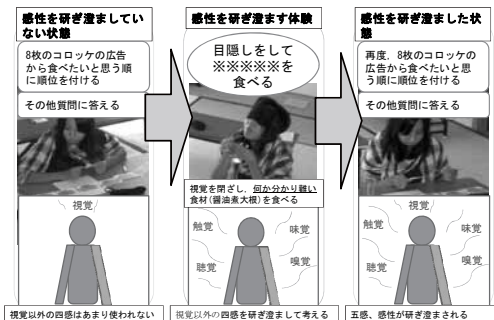 感性を研ぎ澄ましてい
ない状態
8枚のコロッケの広告
から食べたいと思う順
に順位を付ける
その他質問に答える
視覚
視覚以外の四感はあまり使われない
感性を研ぎ澄ます体験
目隠しをして
※※※※※を
食べる
視覚を閉ざし、何か分かり難い
食材(醤油煮大根)を食べる
触覚
味覚
聴覚
嗅覚
視覚以外の四感を研ぎ澄まして考える
感性を研ぎ澄ました状
態
再度、8枚のコロッケの
広告から食べたいと思
う順に順位を付ける
その他質問に答える
視覚
触覚
味覚
聴覚
嗅覚
五感、感性が研ぎ澄まされる